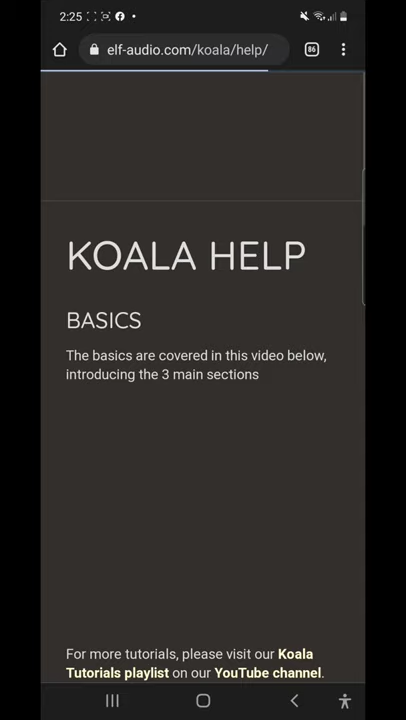 2:25
elf-audio.com/koala/help/
86
KOALA HELP
BASICS
The basics are covered in this video below,
introducing the 3 main sections
For more tutorials, please visit our Koala
Tutorials playlist on our YouTube channel.